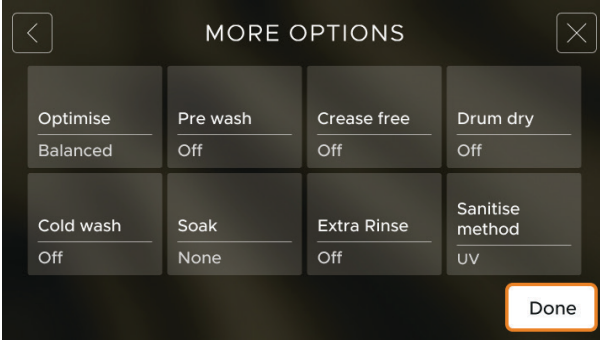 MORE OPTIONS
Optimise
Balanced
Pre wash
Off
Crease free
Off
Drum dry
Off
Cold wash
Off
Soak
None
Extra Rinse
Off
Sanitise
method
UV
Done